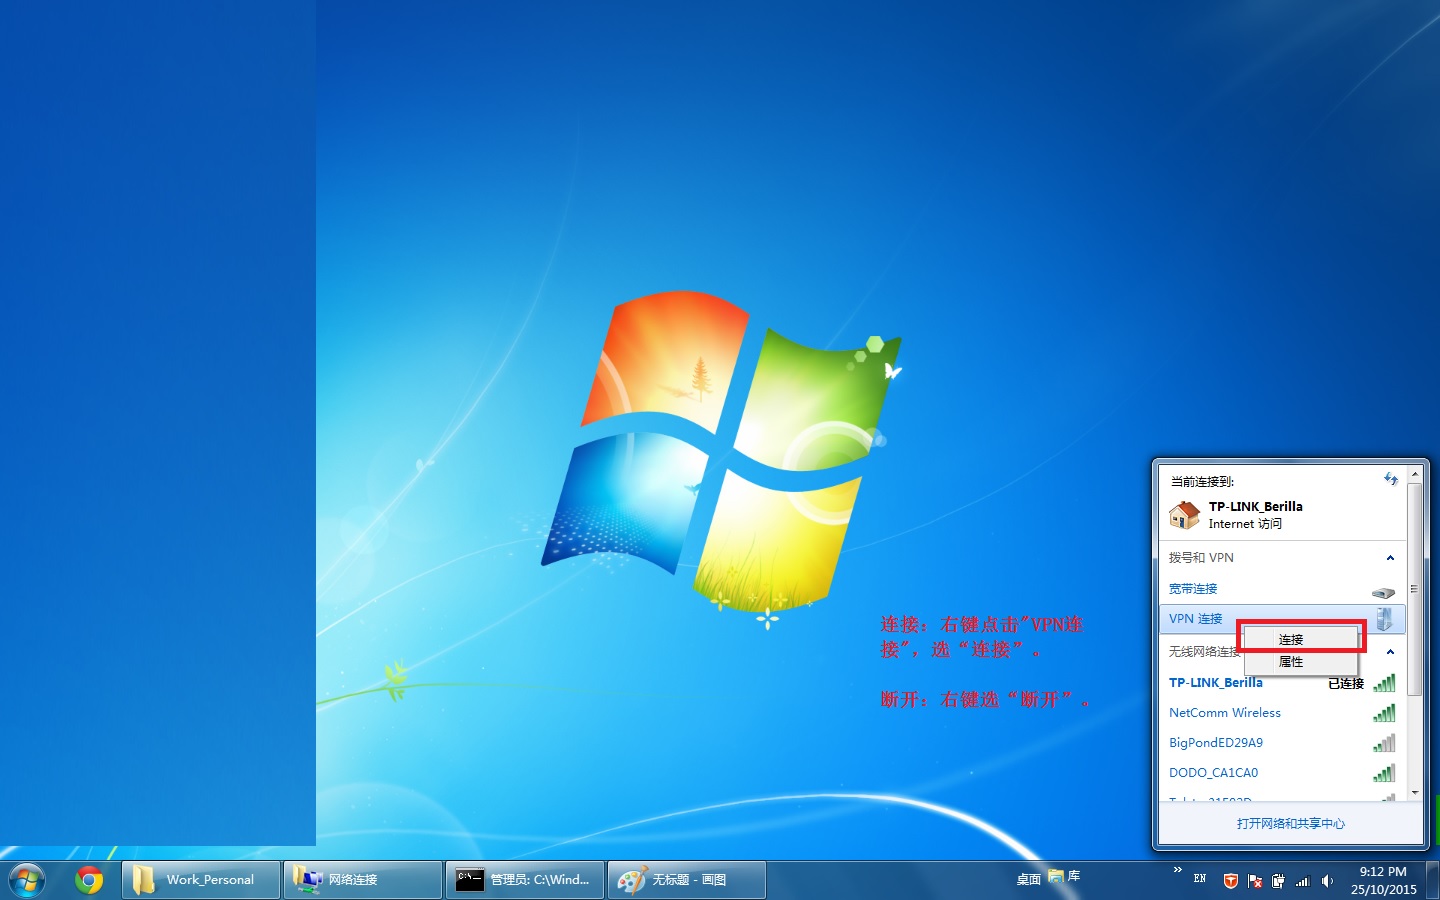 连接：右键点击"VPN连
接"，选“连接”。
断开：右键选“断开”。
当前连接到:
TP-LINK_Berilla
Internet 访问
拨号和 VPN
宽带连接
VPN 连接
连接
无线网络连接
属性
TP-LINK_Berilla 已连接
NetComm Wireless
BigPondED29A9
DODO_CA1CA0
打开网络和共享中心
Work_Personal
网络连接
管理员: C:\Wind...
无标题 - 画图
桌面
库
EN
9:12 PM
25/10/2015